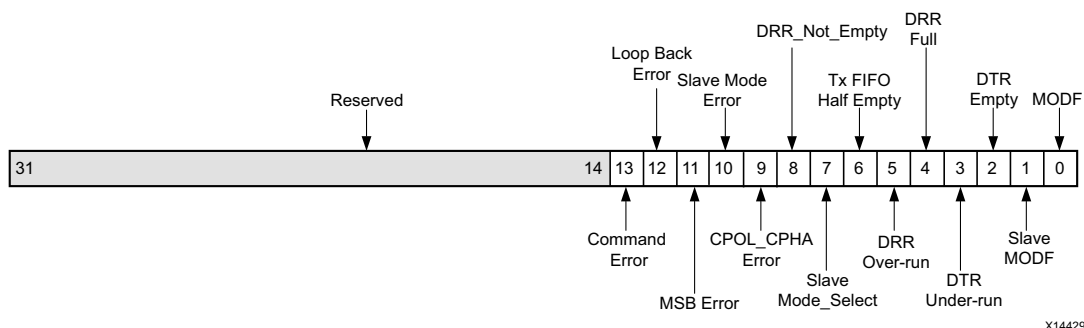 DRR
Full
DRR_Not_Empty
Loop Back
Error
Slave Mode
Error
Tx FIFO
Half Empty
DTR
Empty
MODF
Reserved
31 14 13 12 11 10 9 8 7 6 5 4 3 2 1 0
Command
Error
CPOL_CPHA
Error
DRR
Over-run
Slave
MODF
MSB Error
Slave
Mode_Select
DTR
Under-run
X14429